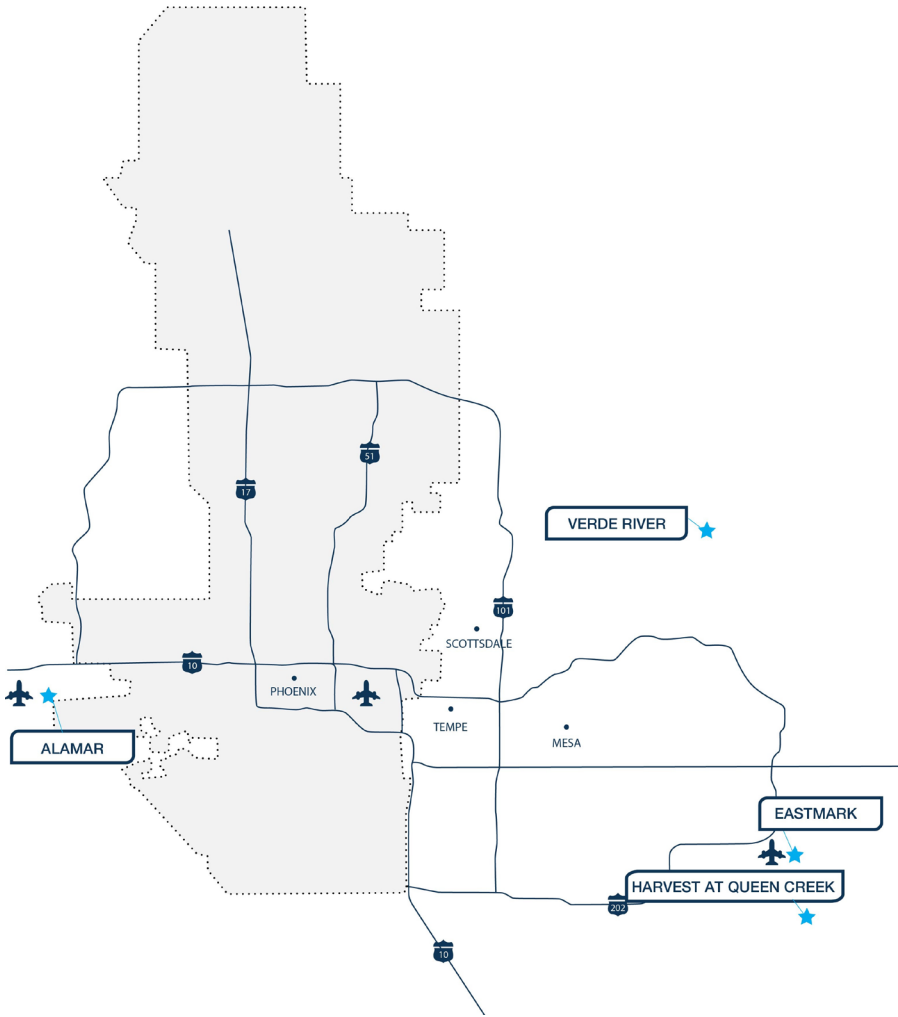 51
17
VERDE RIVER
101
SCOTTSDALE
10
PHOENIX
TEMPE
ALAMAR
MESA
EASTMARK
HARVEST AT QUEEN CREEK
202
10